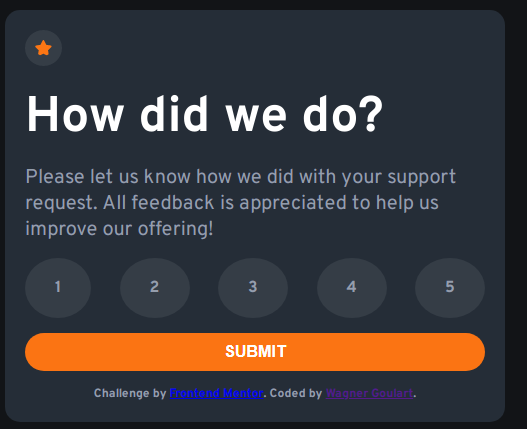 How did we do?
Please let us know how we did with your support
request. All feedback is appreciated to help us
improve our offering!
1 2 3 4 5
SUBMIT
Challenge by Frontend Mentor. Coded by Wagner Goulart.